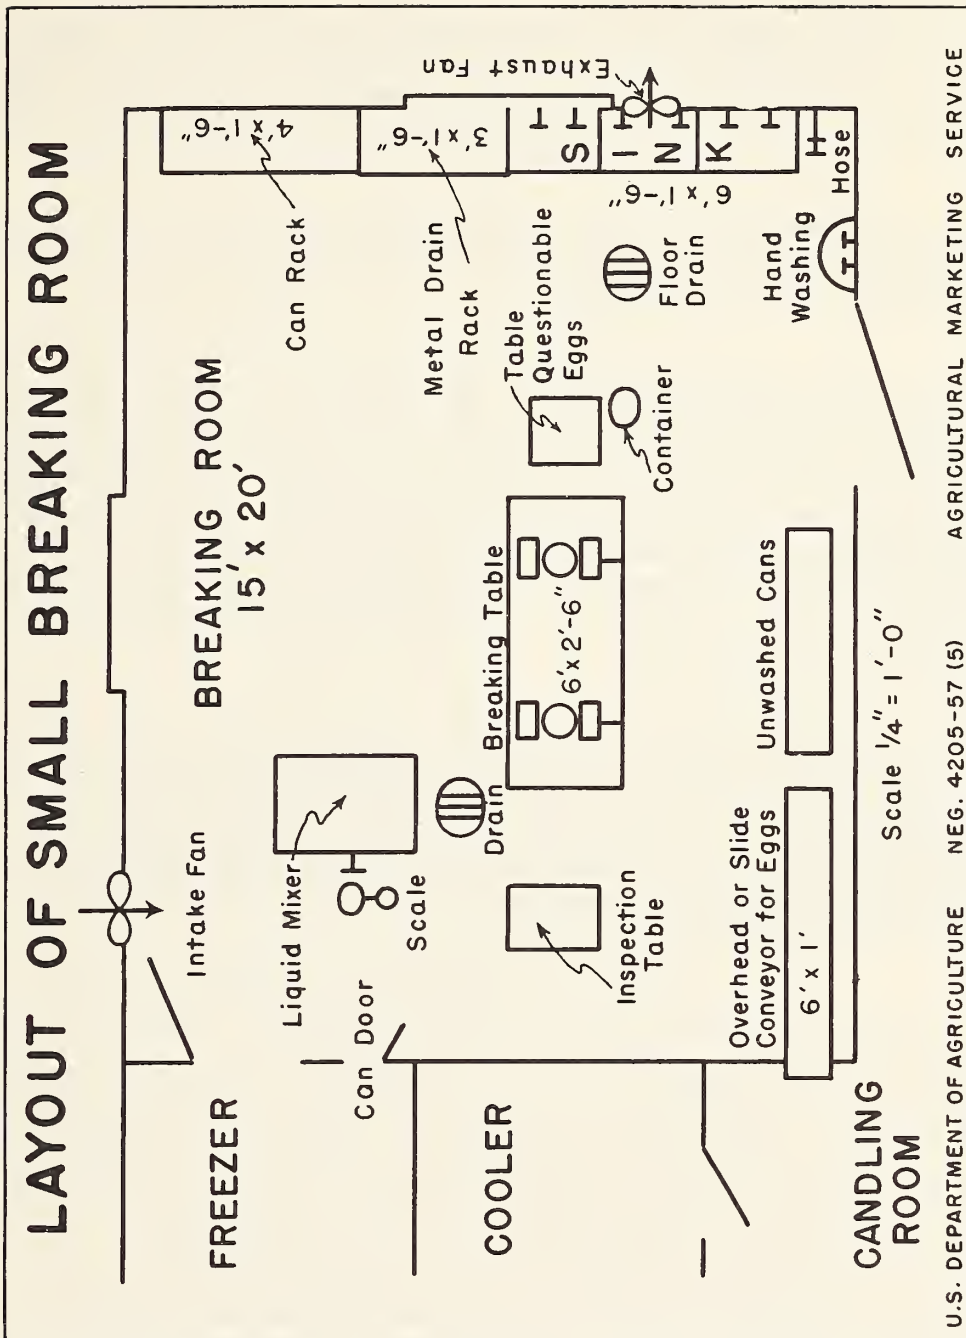 LAYOUT OF SMALL BREAKING ROOM
Intake Fan
FREEZER
BREAKING ROOM
15' x 20'
4' x 1'-6"
Can Rack
Liquid Mixer
Can Door
Scale
3' x 1'-6"
Metal Drain
Rack
Exhaust Fan
COOLER
Drain
Breaking Table
6' x 2'-6"
Table
Questionable
Eggs
SINK
6' x 1'-6"
Inspection
Table
Container
Floor
Drain
Overhead or Slide
Conveyor for Eggs
6' x 1'
Unwashed Cans
Hand
Washing
Hose
CANDLING
ROOM
Scale 1/4" = 1'-0"
U.S. DEPARTMENT OF AGRICULTURE NEG. 4205-57 (5) AGRICULTURAL MARKETING SERVICE